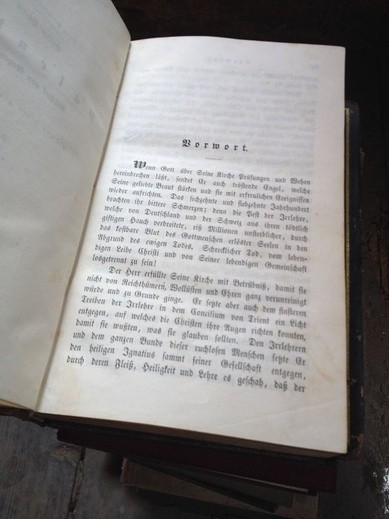 Vorwort.
Wenn Gott über Seine Kirche Prüfungen und Wehen
hereinbrechen läßt, sendet Er auch tröstende Engel, welche
Seine geliebte Braut stärken und sie mit erfreulichen Ereignissen
wieder aufrichten. Das sechzehnte und siebzehnte Jahrhundert
brachten ihr bittere Schmerzen; denn die Pest der Irrlehre,
welche von Deutschland und der Schweiz aus ihren tödtlich
giftigen Hauch verbreitete, riß Millionen unsterblicher, durch
das kostbare Blut des Gottmenschen erlöster Seelen in den
Abgrund des ewigen Todes. Schrecklicher Tod, vom leben-
digen Leibe Christi und von Seiner lebendigen Gemeinschaft
losgetrennt zu sein!
Der Herr erfüllte Seine Kirche mit Betrübniß, damit sie
nicht von Reichthümern, Wollüsten und Ehren ganz verunreinigt
würde und zu Grunde ginge. Er setzte aber auch dem finsteren
Treiben der Irrlehre in dem Concilium von Trient ein Licht
entgegen, auf welches die Christen ihre Augen richten konnten,
damit sie wußten, was sie glauben sollten. Den Irrlehrern
und dem ganzen Bunde dieser ruchlosen Menschen setzte Er
den heiligen Ignatius sammt seiner Gesellschaft entgegen,
durch deren Fleiß, Heiligkeit und Lehre es geschah, daß der